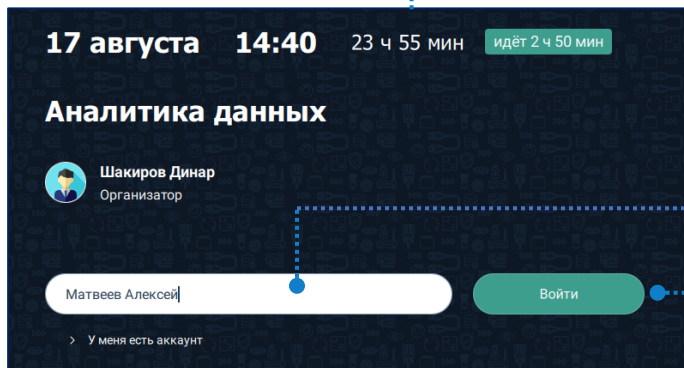 17 августа 14:40 23 ч 55 мин идёт 2 ч 50 мин
Аналитика данных
Шакиров Динар
Организатор
Матвеев Алексей Войти
У меня есть аккаунт